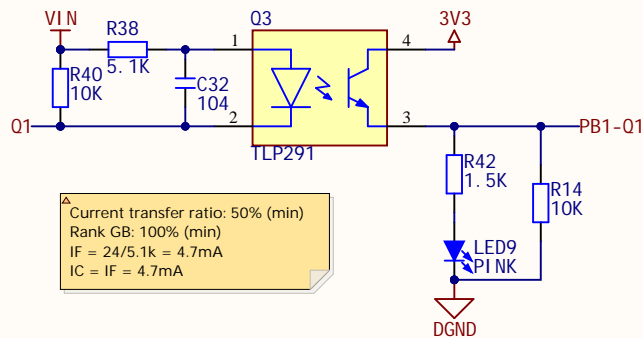 VIN
R38
5.1K
Q3
3V3
1
4
R40
10K
C32
104
Q1
2
3
PB1-Q1
TLP291
R42
1.5K
R14
10K
LED9
PINK
DGND
Current transfer ratio: 50% (min)
Rank GB: 100% (min)
IF = 24/5.1k = 4.7mA
IC = IF = 4.7mA